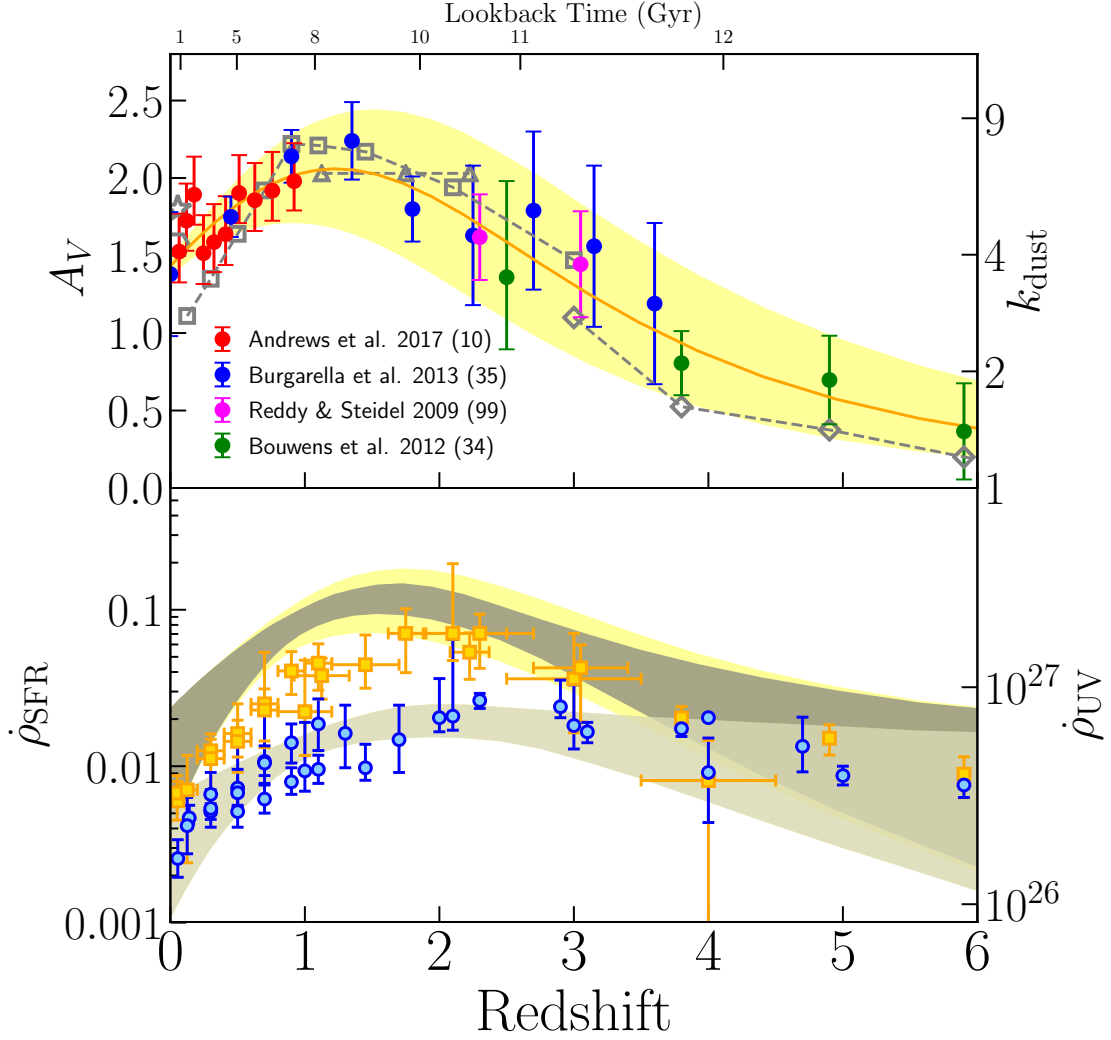 Lookback Time (Gyr)
1 5 8 10 11 12
2.5
2.0
1.5
1.0
0.5
0.0
A_V
9
4
2
1
k_dust
Andrews et al. 2017 (10)
Burgarella et al. 2013 (35)
Reddy & Steidel 2009 (99)
Bouwens et al. 2012 (34)
0.1
0.01
0.001
ρ̇_SFR
10^27
10^26
ρ̇_UV
0 1 2 3 4 5 6
Redshift